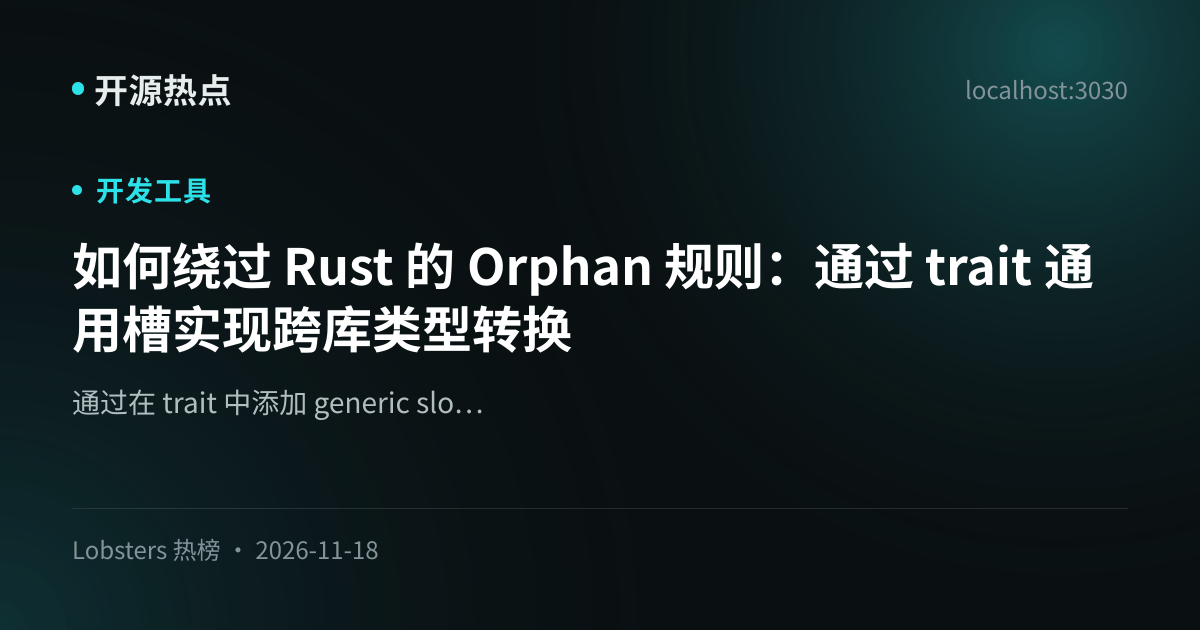 开源热点
localhost:3030
开发工具
如何绕过 Rust 的 Orphan 规则：通过 trait 通
用槽实现跨库类型转换
通过在 trait 中添加 generic slo…
Lobsters 热榜 • 2026-11-18